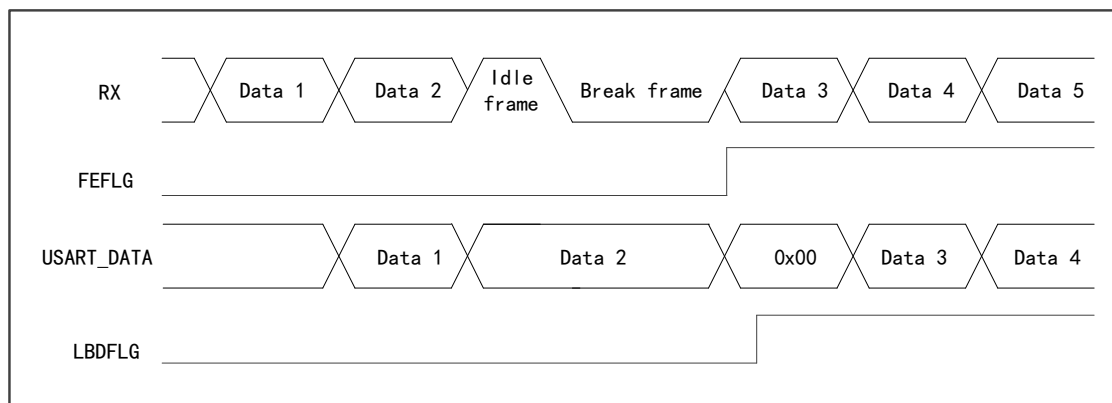 RX
Data 1
Data 2
Idle
frame
Break frame
Data 3
Data 4
Data 5
FEFLG
USART_DATA
Data 1
Data 2
0x00
Data 3
Data 4
LBDFLG